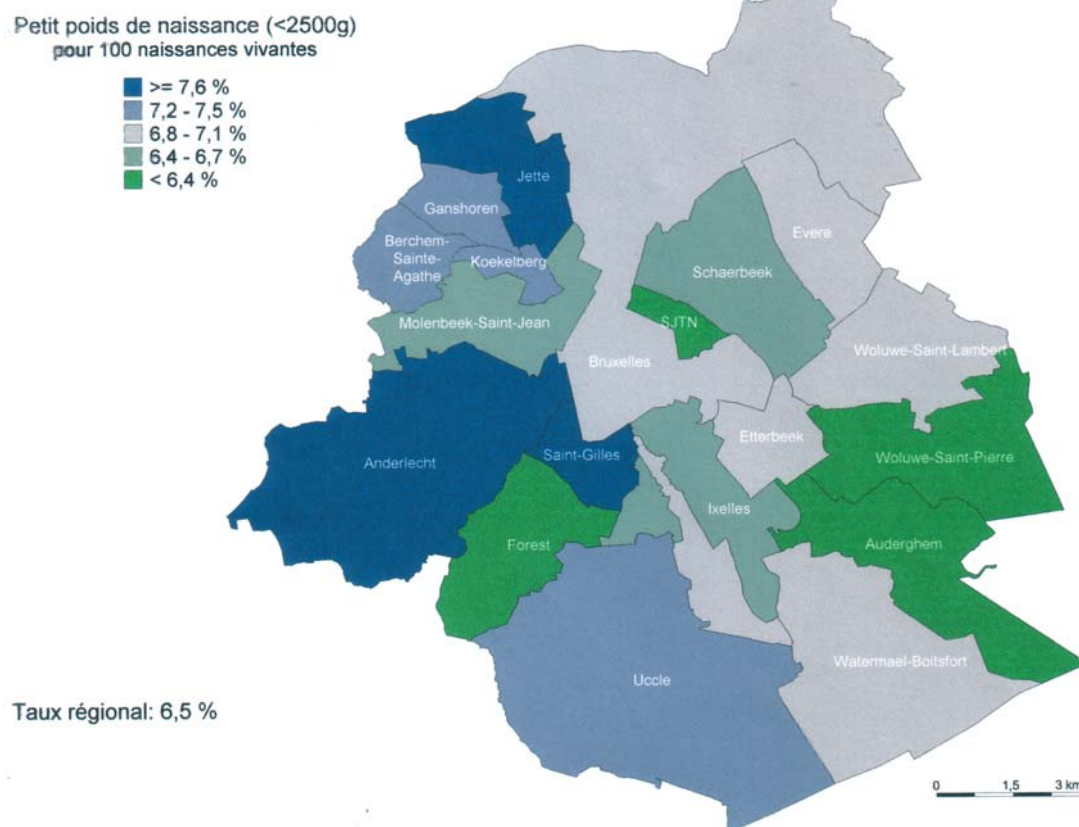 Petit poids de naissance (<2500g)
pour 100 naissances vivantes
>= 7,6 %
7,2 - 7,5 %
6,8 - 7,1 %
6,4 - 6,7 %
< 6,4 %
Jette
Ganshoren
Berchem-
Sainte-
Agathe
Koekelberg
Evere
Schaerbeek
Molenbeek-Saint-Jean
SJTN
Bruxelles
Woluwe-Saint-Lambert
Etterbeek
Anderlecht
Saint-Gilles
Woluwe-Saint-Pierre
Ixelles
Forest
Auderghem
Watermael-Boitsfort
Uccle
Taux régional: 6,5 %
0 1,5 3 km